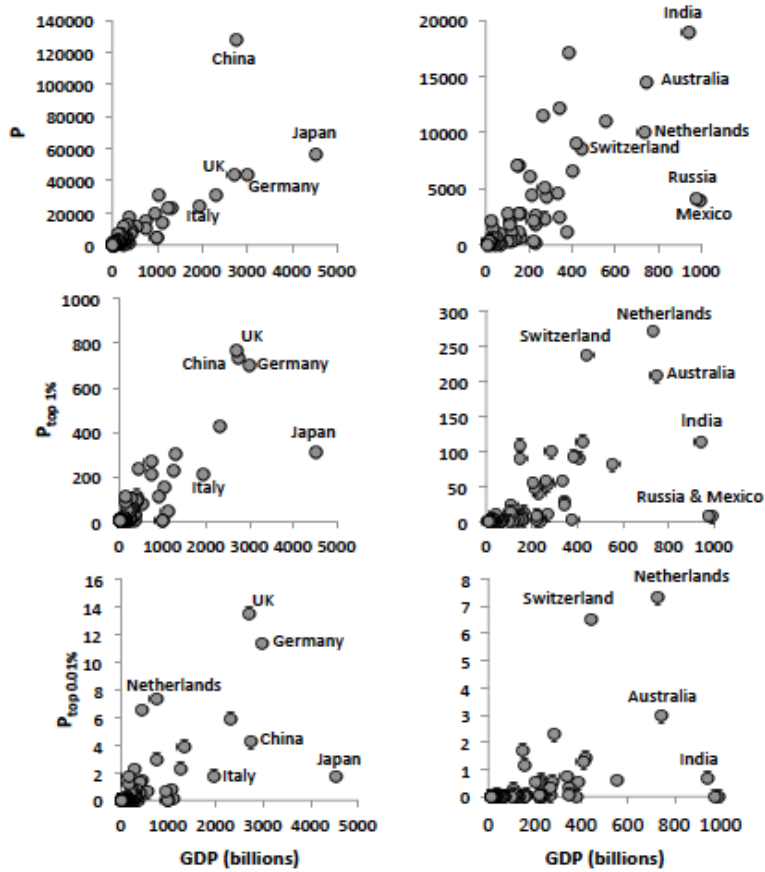 140000
120000
100000
80000
60000
40000
20000
0
P
China
Japan
UK
Germany
Italy
0 1000 2000 3000 4000 5000
20000
15000
10000
5000
0
India
Australia
Netherlands
Switzerland
Russia
Mexico
0 200 400 600 800 1000
1000
800
600
400
200
0
P top 1%
UK
China
Germany
Japan
Italy
0 1000 2000 3000 4000 5000
300
250
200
150
100
50
0
Netherlands
Switzerland
Australia
India
Russia & Mexico
0 200 400 600 800 1000
16
14
12
10
8
6
4
2
0
P top 0.01%
UK
Germany
Netherlands
China
Japan
Italy
0 1000 2000 3000 4000 5000
GDP (billions)
8
7
6
5
4
3
2
1
0
Netherlands
Switzerland
Australia
India
0 200 400 600 800 1000
GDP (billions)